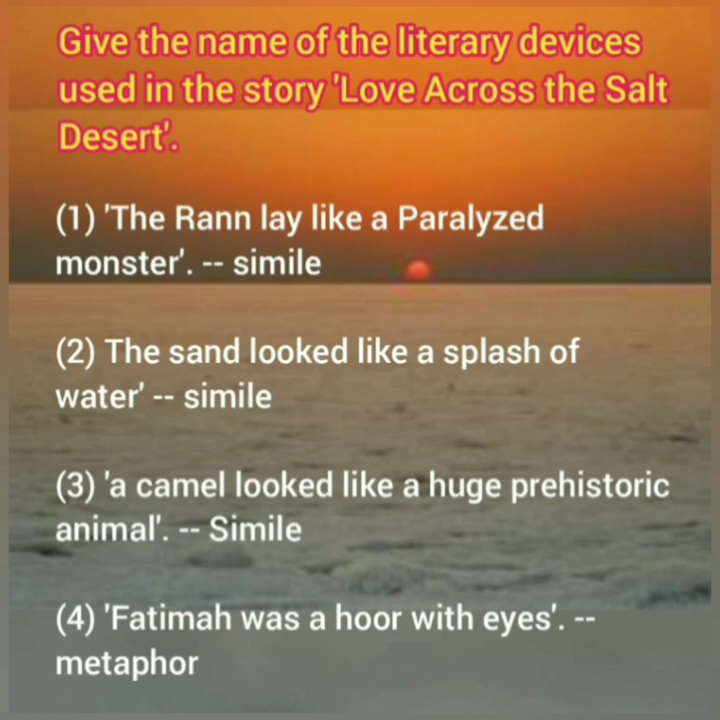 Give the name of the literary devices
used in the story 'Love Across the Salt
Desert'.
(1) 'The Rann lay like a Paralyzed
monster'. -- simile
(2) The sand looked like a splash of
water' -- simile
(3) 'a camel looked like a huge prehistoric
animal'. -- Simile
(4) 'Fatimah was a hoor with eyes'. --
metaphor